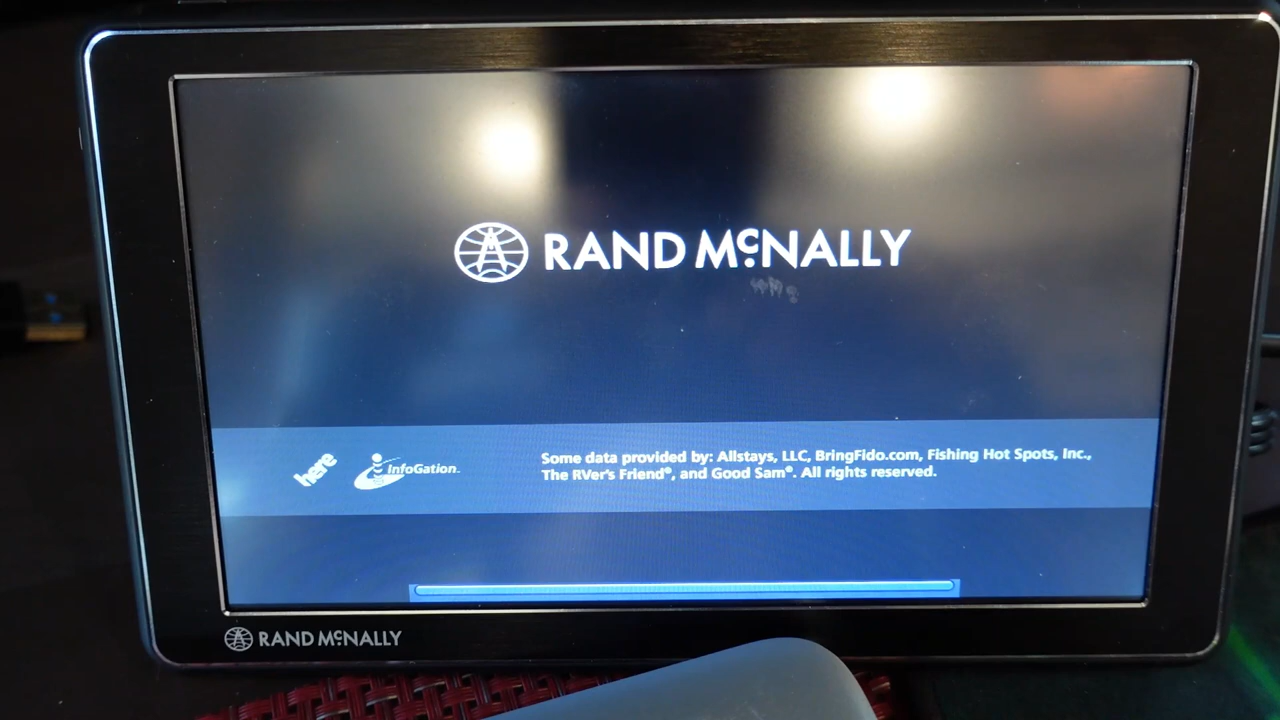 RAND McNALLY
here
InfoGation™
Some data provided by: Allstays, LLC, BringFido.com, Fishing Hot Spots, Inc.,
The RVer's Friend®, and Good Sam®. All rights reserved.
RAND McNALLY